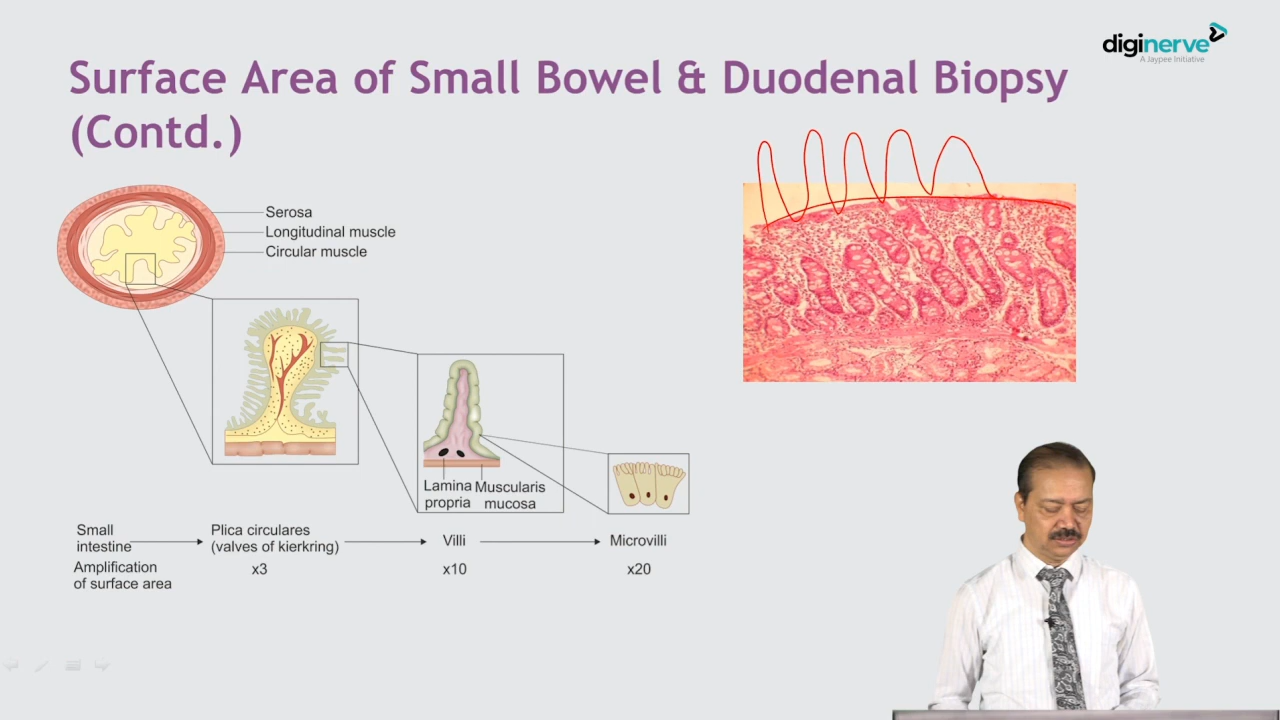 diginerve
A Jaypee Initiative
Surface Area of Small Bowel & Duodenal Biopsy
(Contd.)
Serosa
Longitudinal muscle
Circular muscle
Lamina
propria
Muscularis
mucosa
Small
intestine
Plica circulares
(valves of kierkring)
Villi
Microvilli
Amplification
of surface area
x3
x10
x20